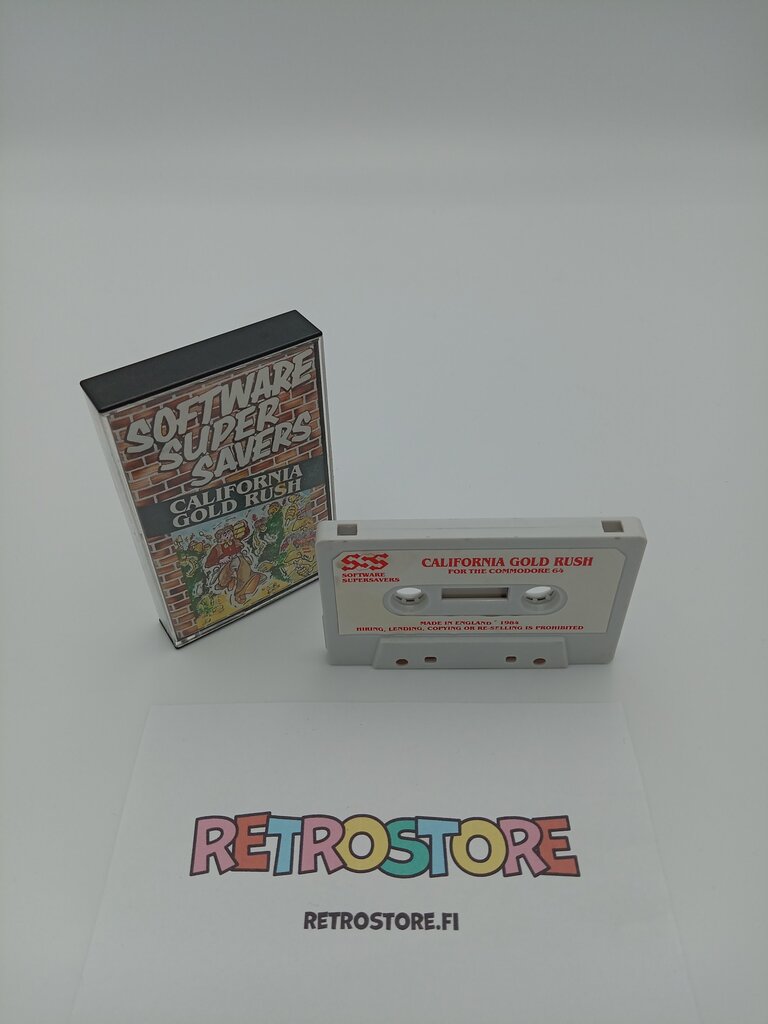 SOFTWARE
SUPER
SAVERS
CALIFORNIA
GOLD RUSH
SSS
SOFTWARE
SUPERSAVERS
CALIFORNIA GOLD RUSH
FOR THE COMMODORE 64
MADE IN ENGLAND © 1984
HIRING, LENDING, COPYING OR RE-SELLING IS PROHIBITED
RETROSTORE
RETROSTORE.FI